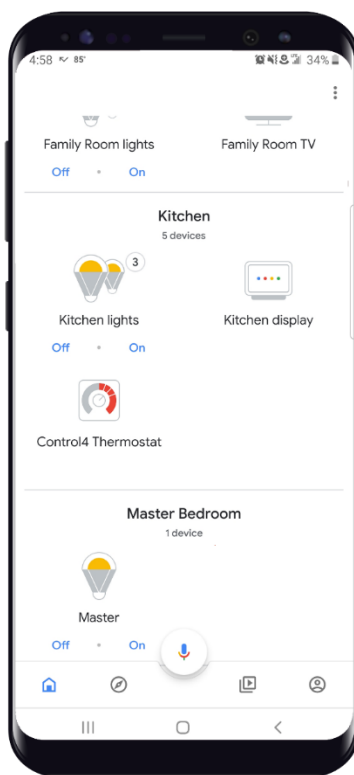 4:58 85° 34%
Family Room lights Family Room TV
Off • On
Kitchen
5 devices
3
Kitchen lights Kitchen display
Off • On
Control4 Thermostat
Master Bedroom
1 device
Master
Off • On